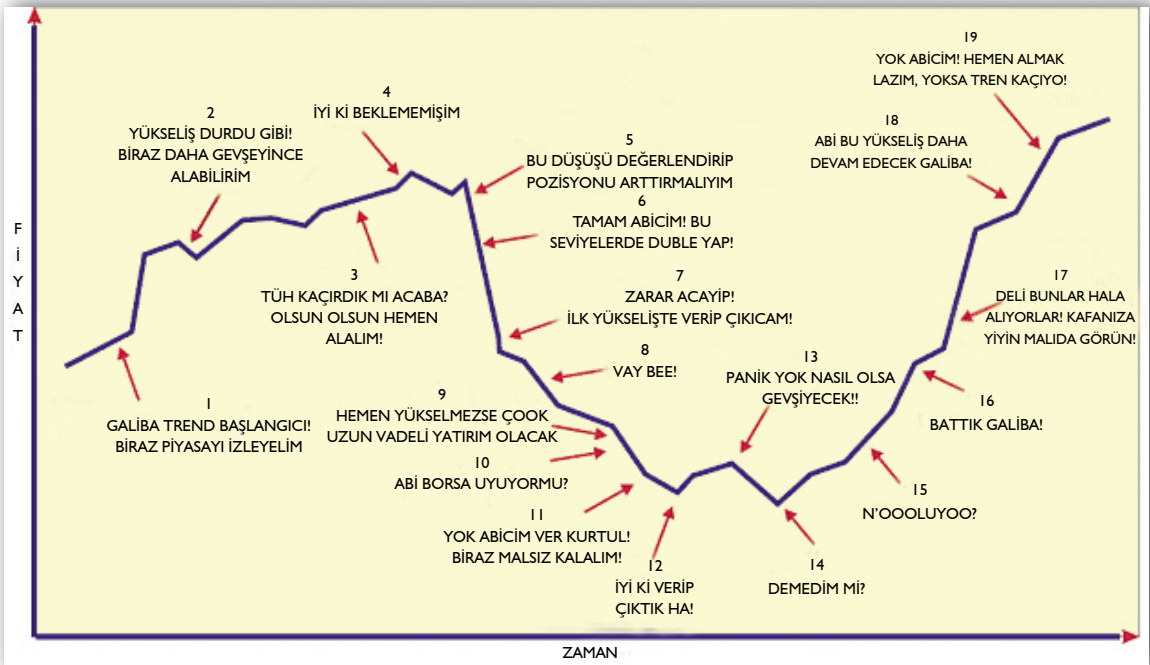 FİYAT
1
GALİBA TREND BAŞLANGICI!
BİRAZ PİYASAYI İZLEYELİM
2
YÜKSELİŞ DURDU GİBİ!
BİRAZ DAHA GEVŞEYİNCE
ALABİLİRİM
3
TÜH KAÇIRDIK MI ACABA?
OLSUN OLSUN HEMEN
ALALIM!
4
İYİ Kİ BEKLEMEMİŞİM
5
BU DÜŞÜŞÜ DEĞERLENDİRİP
POZİSYONU ARTTIRMALIYIM
6
TAMAM ABİCİM! BU
SEVİYELERDE DUBLE YAP!
7
ZARAR ACAYİP!
İLK YÜKSELİŞTE VERİP ÇIKICAM!
8
VAY BEE!
9
HEMEN YÜKSELMEZSE ÇOOK
UZUN VADELİ YATIRIM OLACAK
10
ABİ BORSA UYUYORMU?
11
YOK ABİCİM VER KURTUL!
BİRAZ MALSIZ KALALIM!
12
İYİ Kİ VERİP
ÇIKTIK HA!
13
PANİK YOK NASIL OLSA
GEVŞİYECEK!!
14
DEMEDİM Mİ?
15
N'OOOLUYOO?
16
BATTIK GALİBA!
17
DELİ BUNLAR HALA
ALIYORLAR! KAFANIZA
YİYİN MALIDA GÖRÜN!
18
ABİ BU YÜKSELİŞ DAHA
DEVAM EDECEK GALİBA!
19
YOK ABİCİM! HEMEN ALMAK
LAZIM, YOKSA TREN KAÇIYO!
ZAMAN